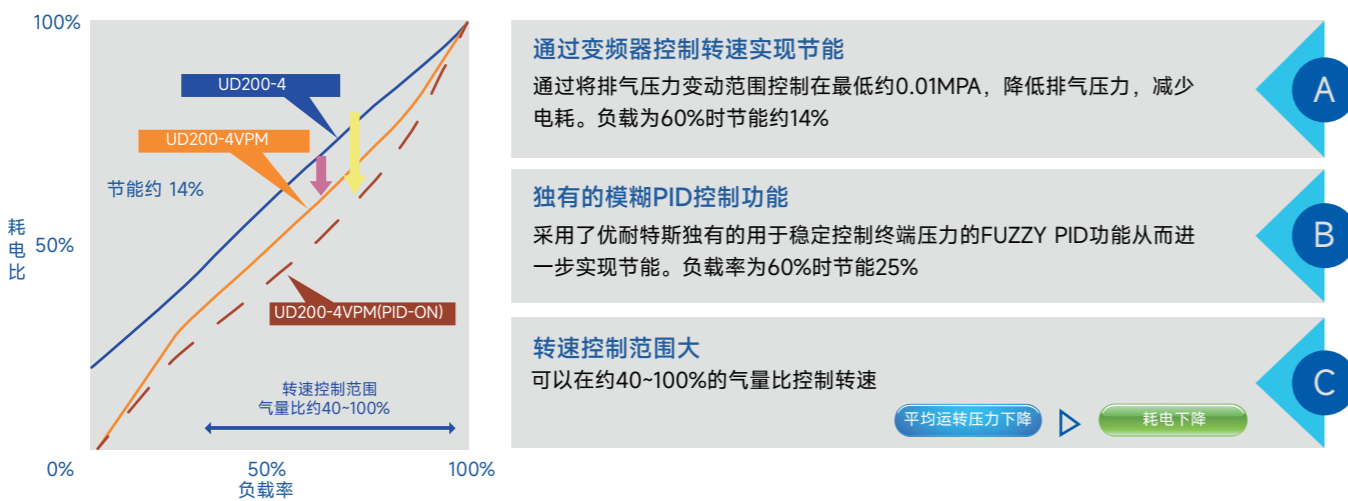 100%
UD200-4
UD200-4VPM
节能约 14%
耗电比
50%
UD200-4VPM(PID-ON)
转速控制范围
气量比约40~100%
0%
50%
100%
负载率
通过变频器控制转速实现节能
通过将排气压力变动范围控制在最低约0.01MPA，降低排气压力，减少
电耗。负载为60%时节能约14%
A
独有的模糊PID控制功能
采用了优耐特斯独有的用于稳定控制终端压力的FUZZY PID功能从而进
一步实现节能。负载率为60%时节能25%
B
转速控制范围大
可以在约40~100%的气量比控制转速
平均运转压力下降
耗电下降
C